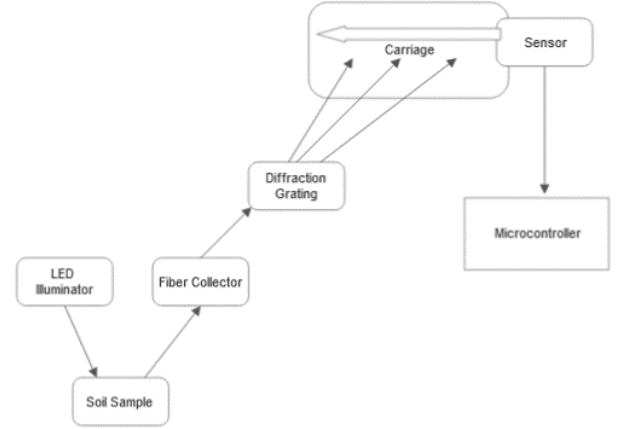 Carriage
Sensor
Diffraction
Grating
Microcontroller
LED
Illuminator
Fiber Collector
Soil Sample